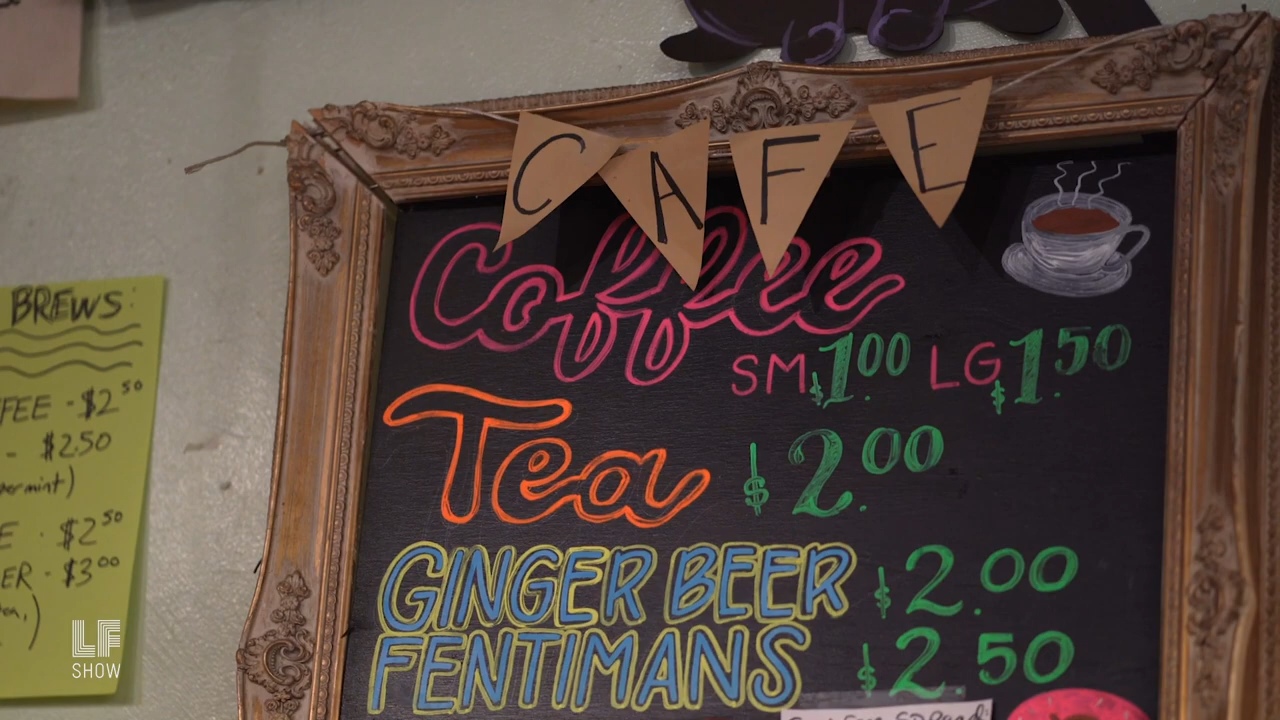 CAFE
Coffee
SM $1.00 LG $1.50
Tea $2.00
GINGER BEER $2.00
FENTIMANS $2.50
BREWS:
FEE - $2.50
- $2.50
ermint)
E · $2.50
ER - $3.00
LF
SHOW